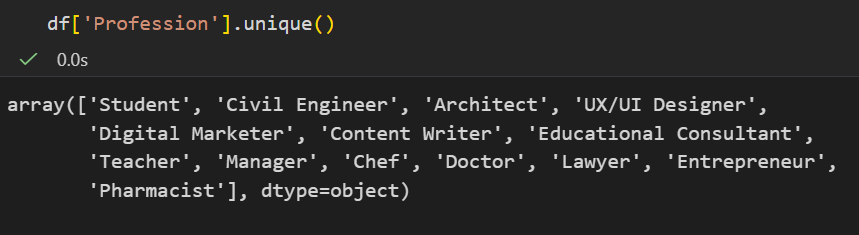 df['Profession'].unique()
0.0s
array(['Student', 'Civil Engineer', 'Architect', 'UX/UI Designer',
'Digital Marketer', 'Content Writer', 'Educational Consultant',
'Teacher', 'Manager', 'Chef', 'Doctor', 'Lawyer', 'Entrepreneur',
'Pharmacist'], dtype=object)